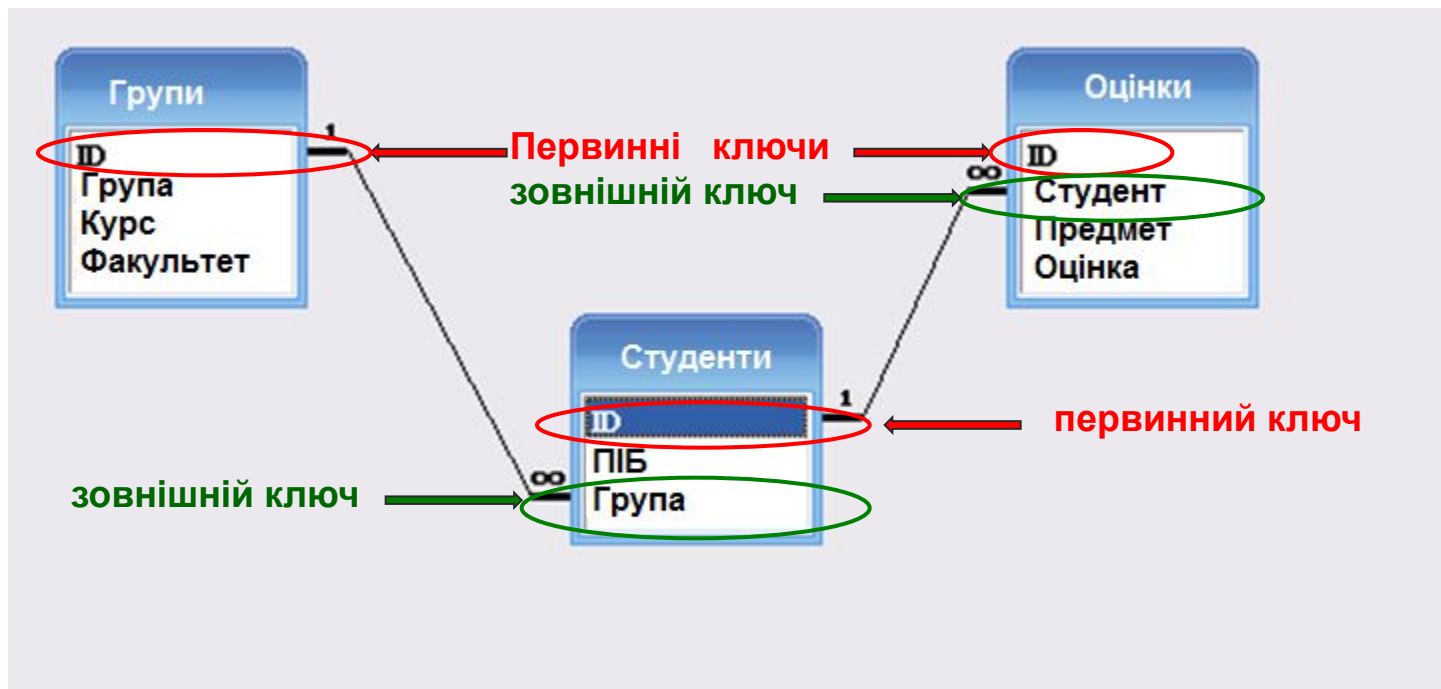 Групи
ID
Група
Курс
Факультет
1
Первинні ключи
зовнішній ключ
Оцінки
ID
∞
Студент
Предмет
Оцінка
Студенти
ID
1
ПІБ
∞
Група
первинний ключ
зовнішній ключ